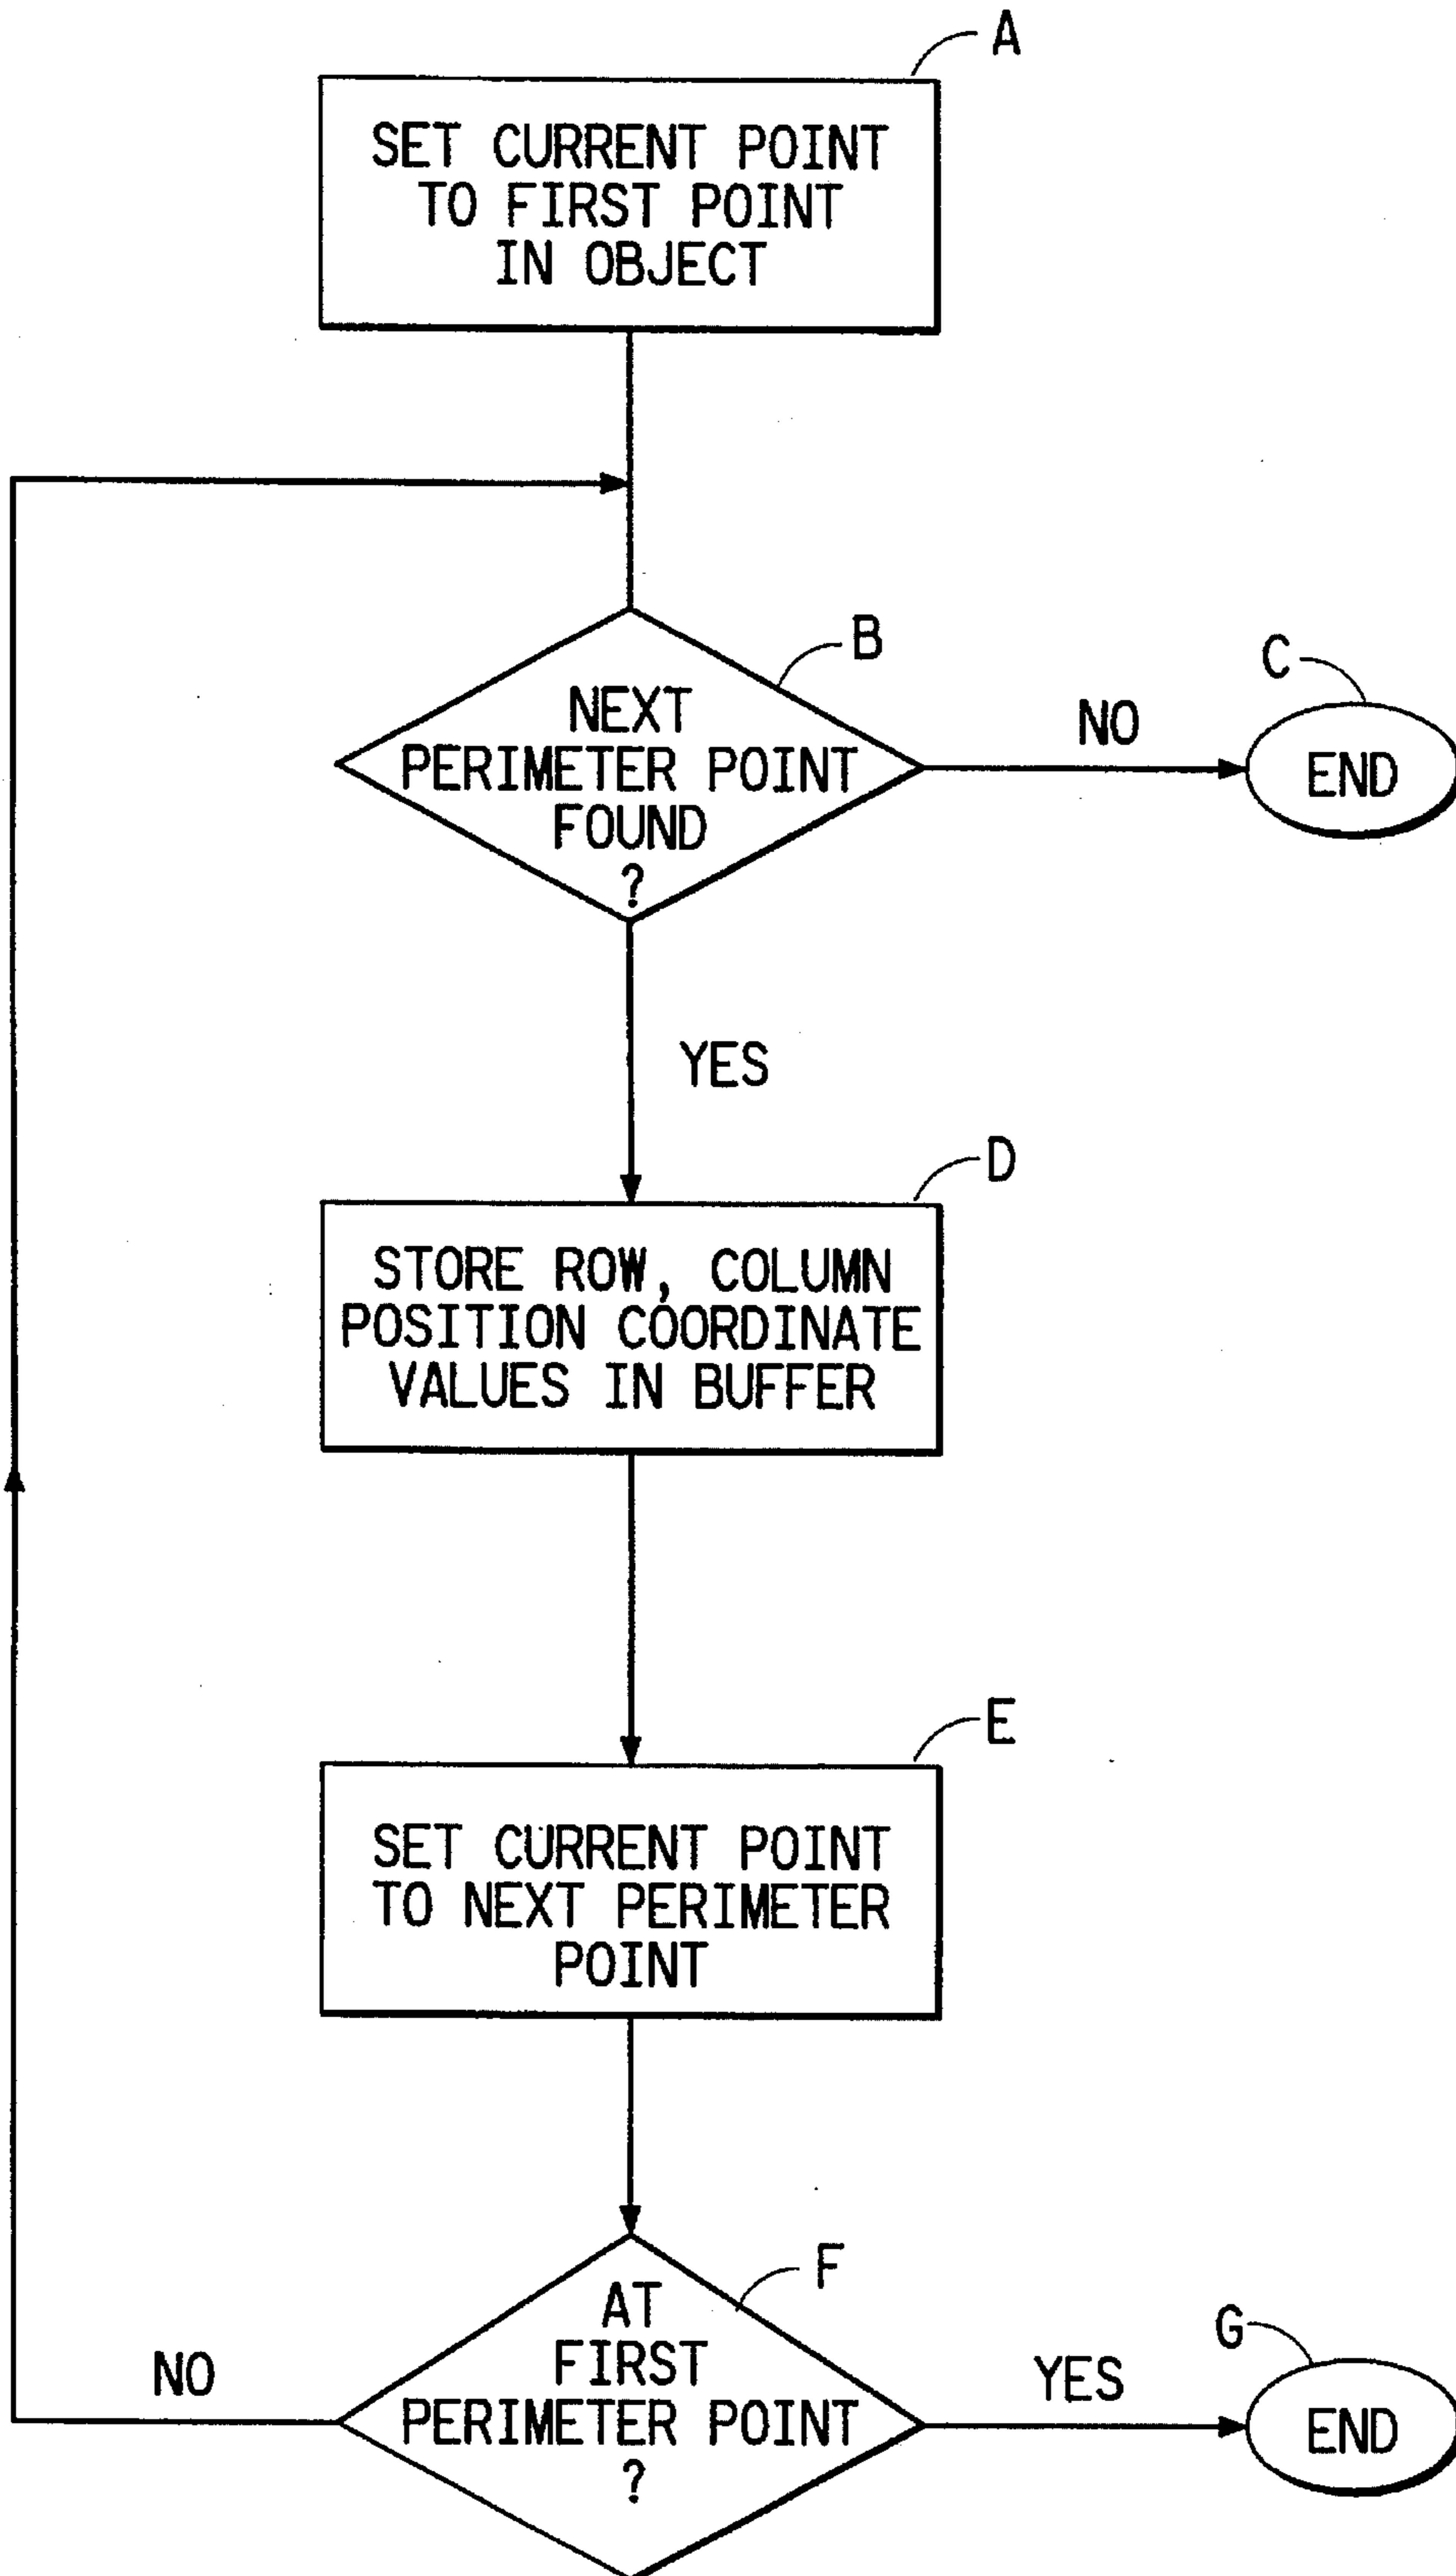 A
SET CURRENT POINT
TO FIRST POINT
IN OBJECT
B
NEXT
PERIMETER POINT
FOUND
?
NO
C
END
YES
D
STORE ROW, COLUMN
POSITION COORDINATE
VALUES IN BUFFER
E
SET CURRENT POINT
TO NEXT PERIMETER
POINT
F
AT
FIRST
PERIMETER POINT
?
NO
YES
G
END